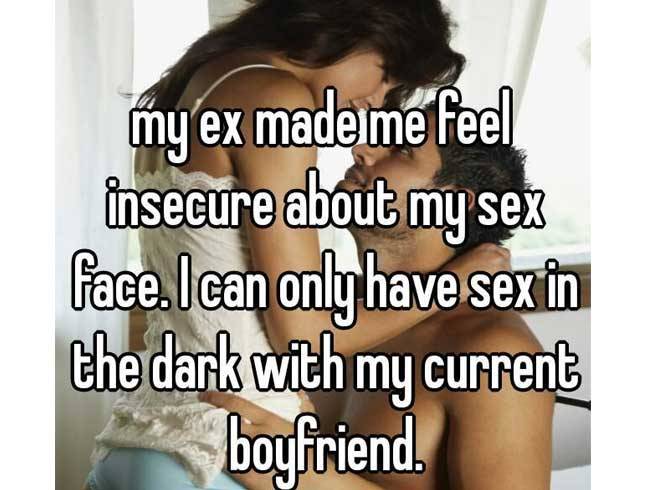 my ex made me feel
insecure about my sex
face. I can only have sex in
the dark with my current
boyfriend.